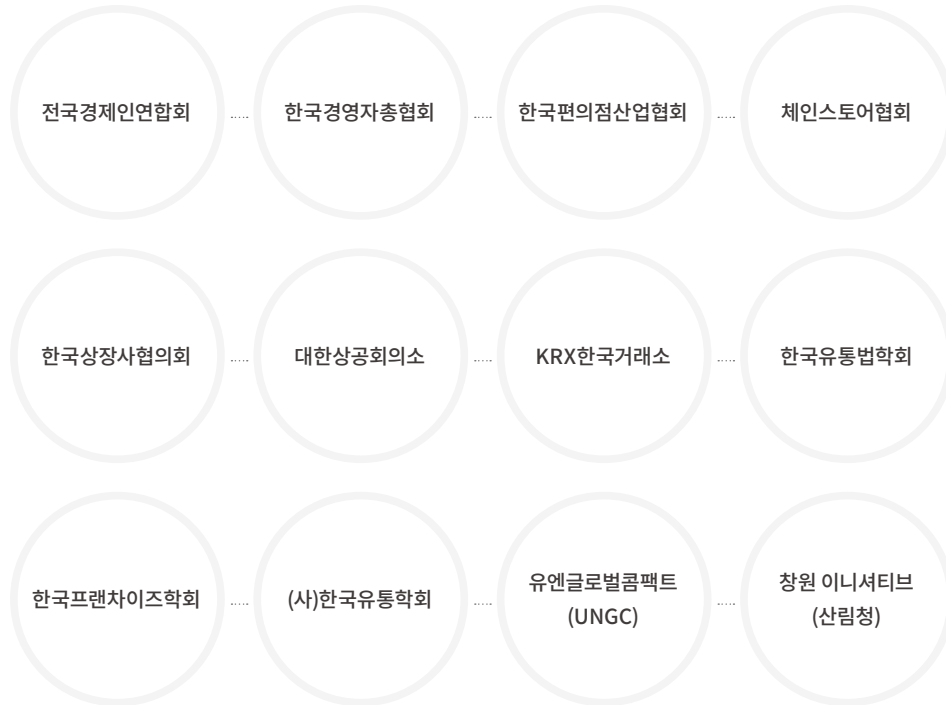 전국경제인연합회
한국경영자총협회
한국편의점산업협회
체인스토어협회
한국상장사협의회
대한상공회의소
KRX한국거래소
한국유통법학회
한국프랜차이즈학회
(사)한국유통학회
유엔글로벌콤팩트
(UNGC)
창원 이니셔티브
(산림청)